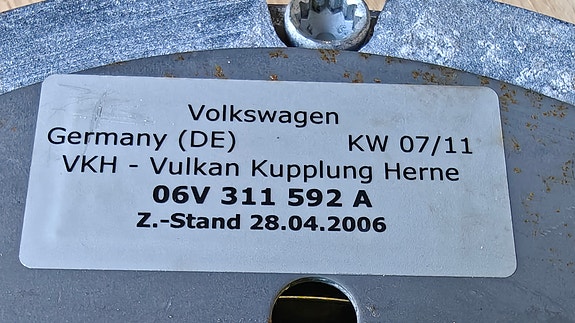 Volkswagen
Germany (DE) KW 07/11
VKH - Vulkan Kupplung Herne
06V 311 592 A
Z.-Stand 28.04.2006